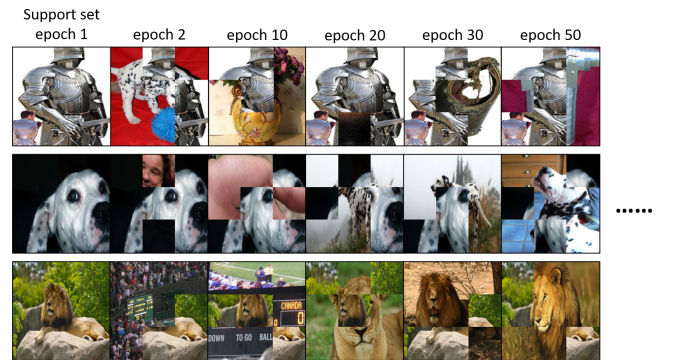 Support set
epoch 1
epoch 2
epoch 10
epoch 20
epoch 30
epoch 50
......
CANADA
0
DOWN TO GO BALL